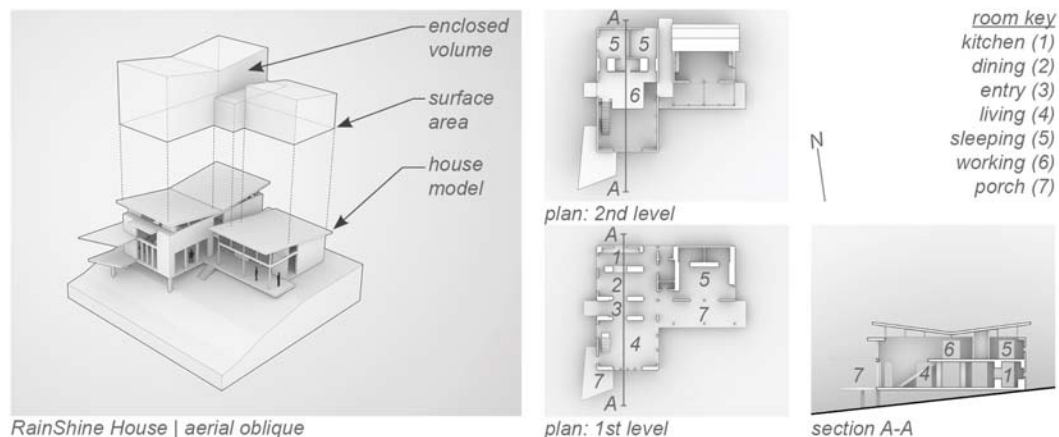 enclosed
volume
surface
area
house
model
RainShine House | aerial oblique
A
5 5
6
A
plan: 2nd level
A
1
2
3
4
5
7
7
A
plan: 1st level
room key
kitchen (1)
dining (2)
entry (3)
living (4)
sleeping (5)
working (6)
porch (7)
N
6 5
7 4 1
section A-A